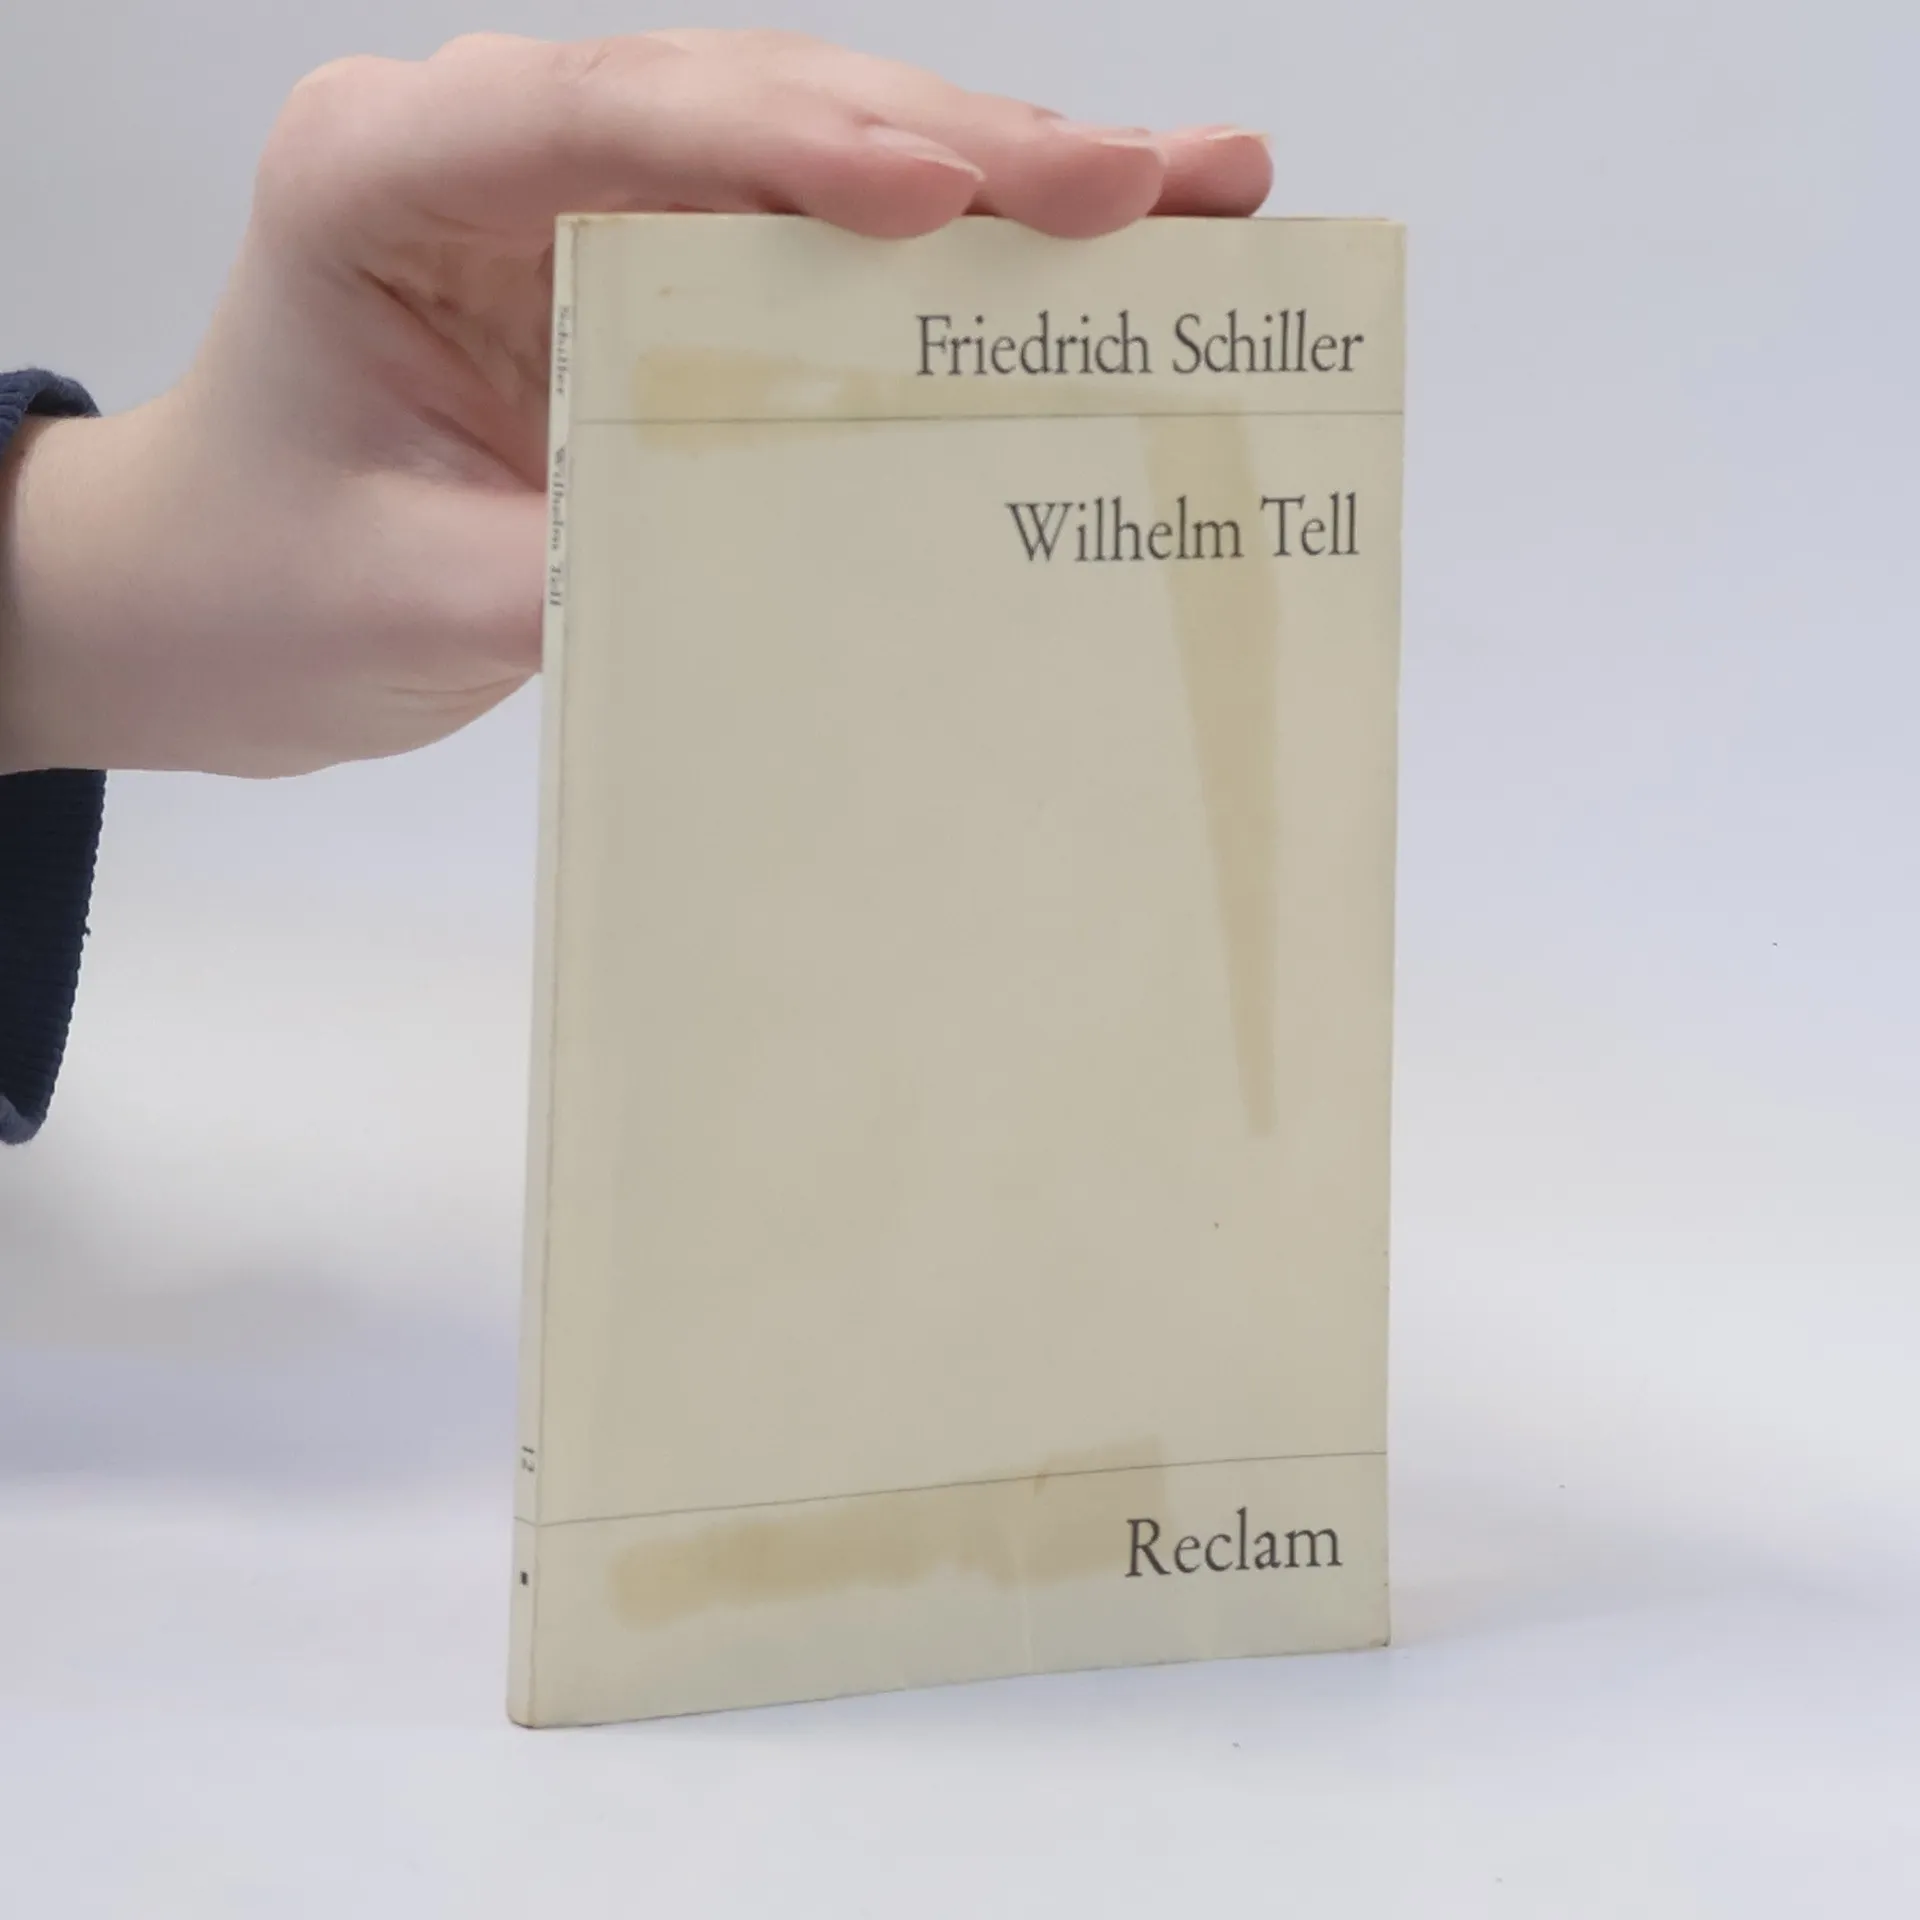 Friedrich Schiller
Wilhelm Tell
Reclam
Schiller Wilhelm Tell
12